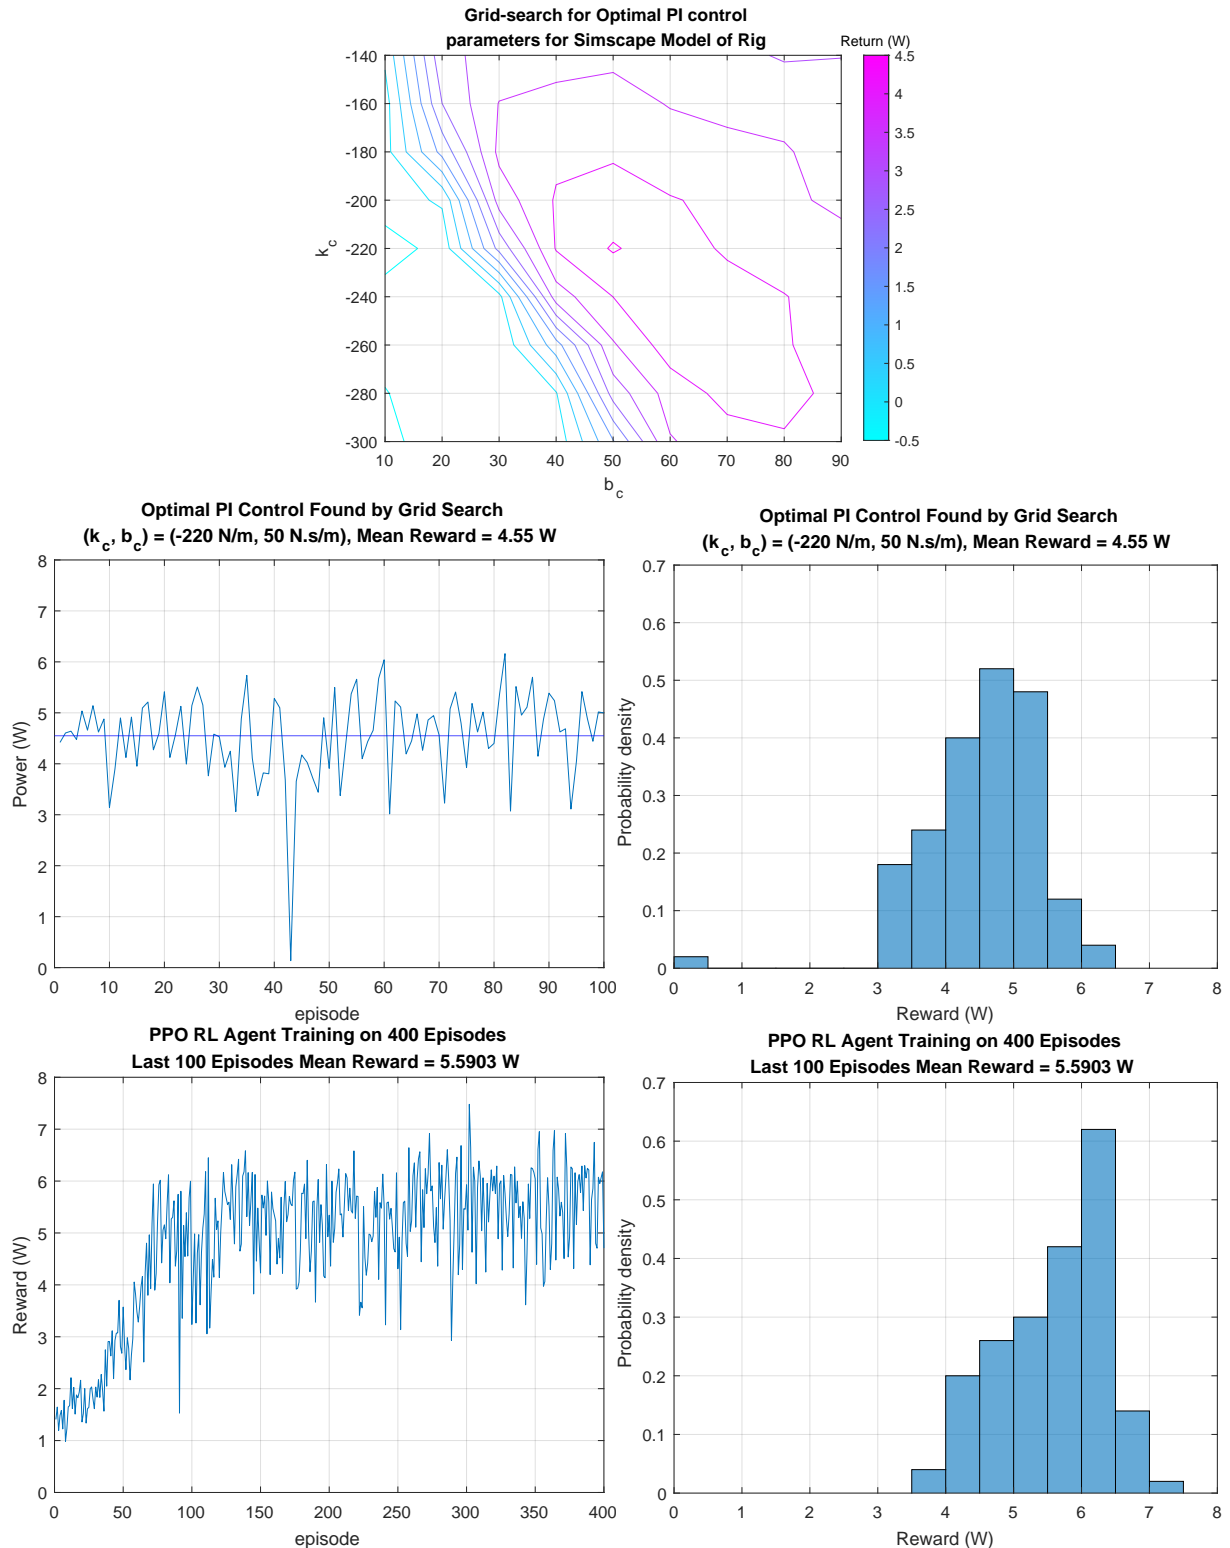 Grid-search for Optimal PI control
parameters for Simscape Model of Rig
Return (W)
-140
-160
-180
-200
-220
-240
-260
-280
-300
k_c
10 20 30 40 50 60 70 80 90
b_c
4.5
4
3.5
3
2.5
2
1.5
1
0.5
0
-0.5
Optimal PI Control Found by Grid Search
(k_c, b_c) = (-220 N/m, 50 N.s/m), Mean Reward = 4.55 W
8
7
6
5
4
3
2
1
0
Power (W)
0 10 20 30 40 50 60 70 80 90 100
episode
Optimal PI Control Found by Grid Search
(k_c, b_c) = (-220 N/m, 50 N.s/m), Mean Reward = 4.55 W
0.7
0.6
0.5
0.4
0.3
0.2
0.1
0
Probability density
0 1 2 3 4 5 6 7 8
Reward (W)
PPO RL Agent Training on 400 Episodes
Last 100 Episodes Mean Reward = 5.5903 W
8
7
6
5
4
3
2
1
0
Reward (W)
0 50 100 150 200 250 300 350 400
episode
PPO RL Agent Training on 400 Episodes
Last 100 Episodes Mean Reward = 5.5903 W
0.7
0.6
0.5
0.4
0.3
0.2
0.1
0
Probability density
0 1 2 3 4 5 6 7 8
Reward (W)